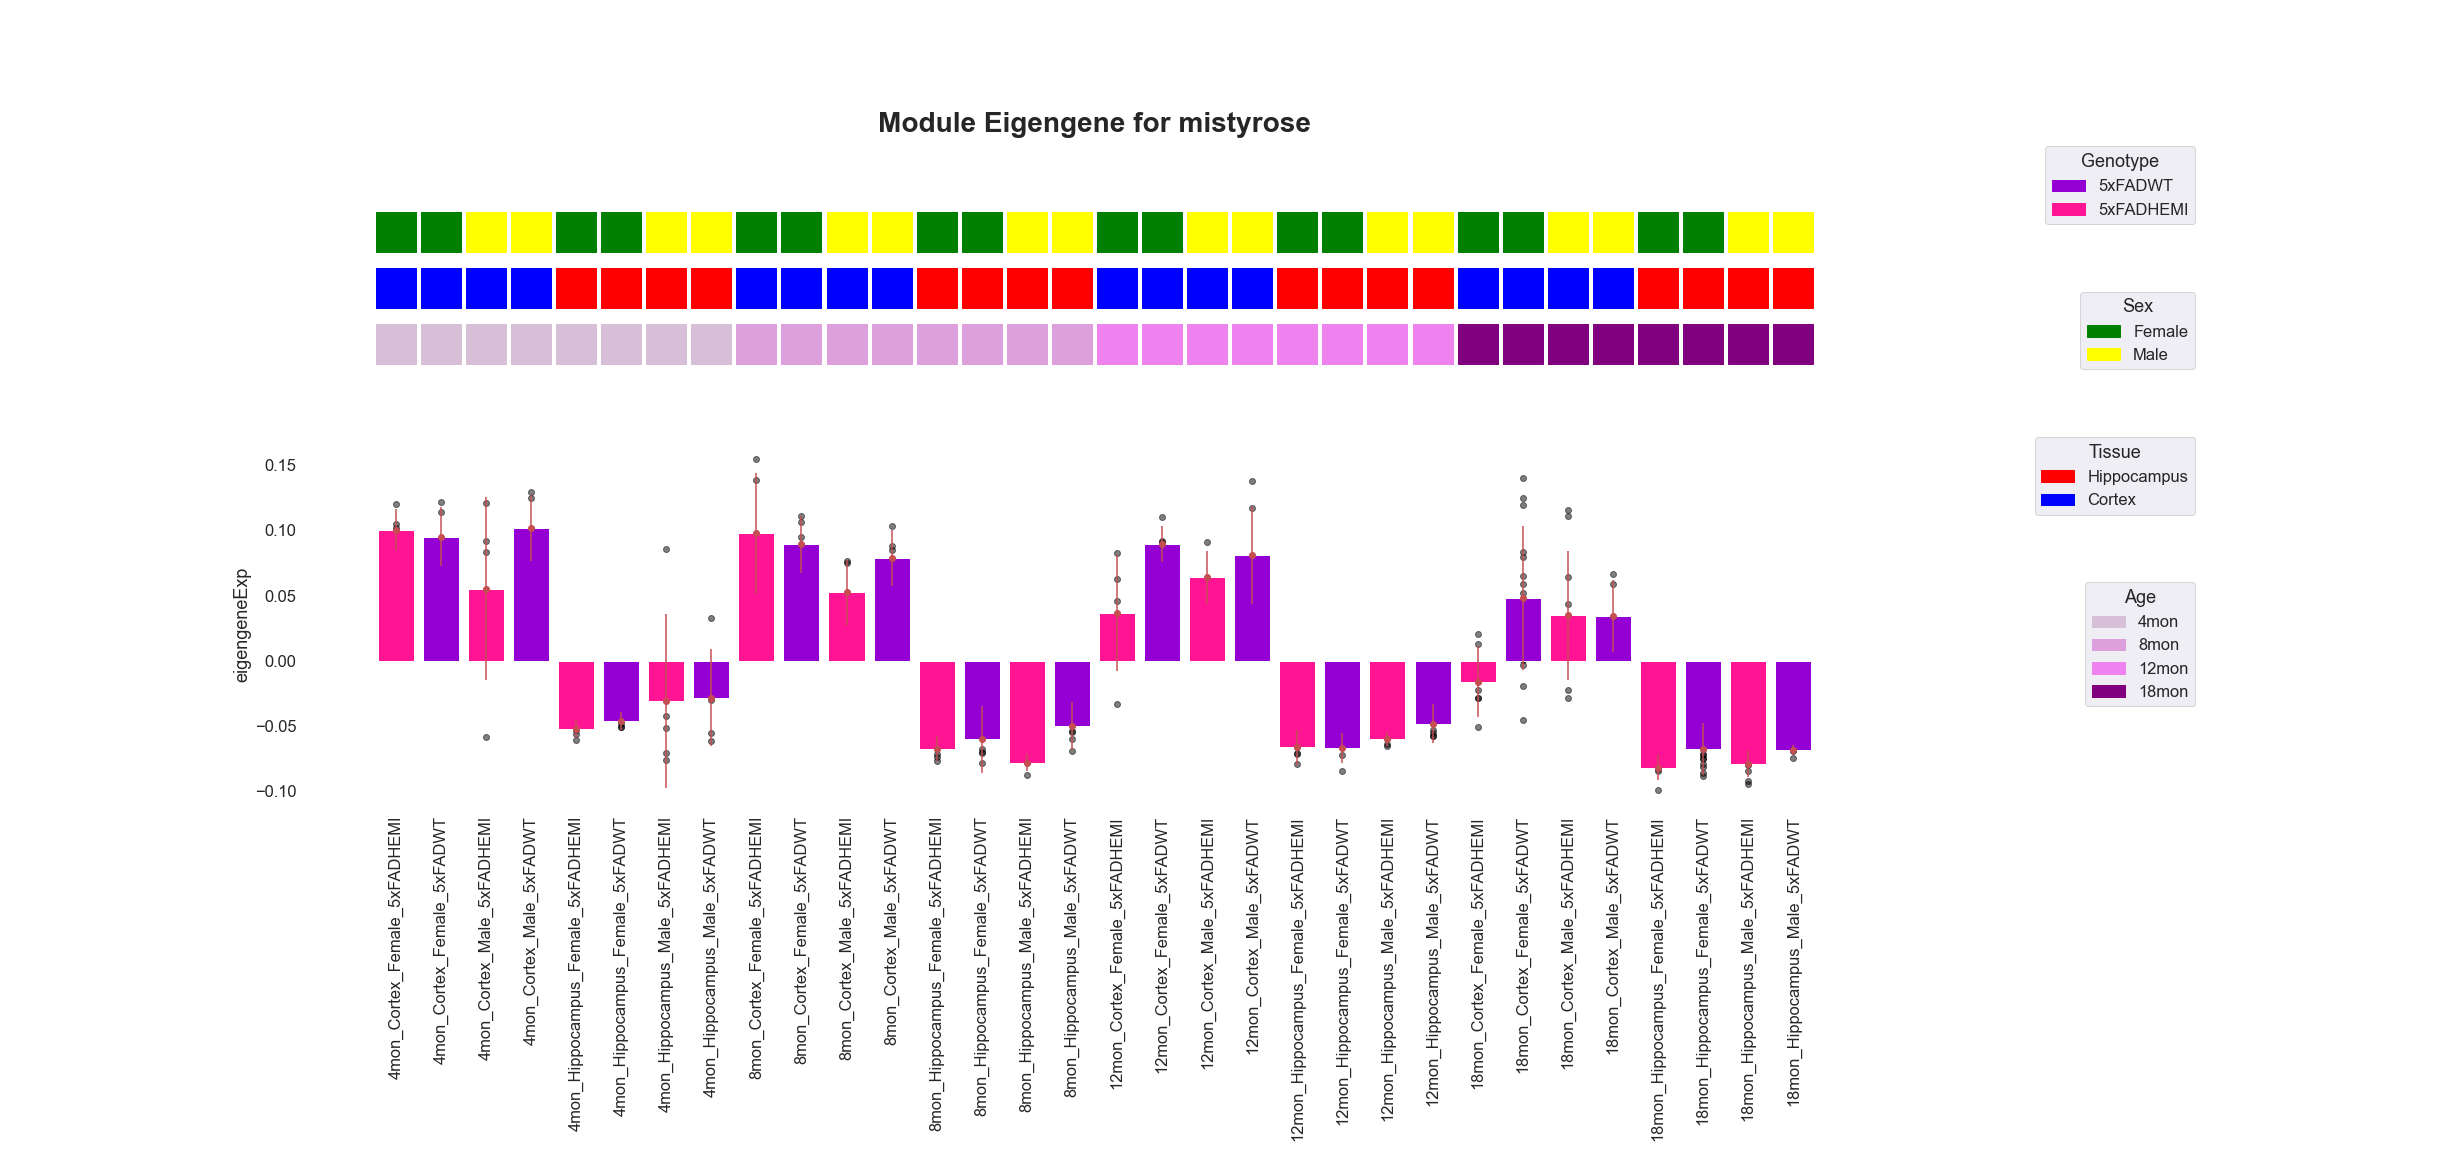 Module Eigengene for mistyrose
Genotype
5xFADWT
5xFADHEMI
Sex
Female
Male
Tissue
Hippocampus
Cortex
Age
4mon
8mon
12mon
18mon
eigengeneExp
0.15
0.10
0.05
0.00
−0.05
−0.10
4mon_Cortex_Female_5xFADHEMI
4mon_Cortex_Female_5xFADWT
4mon_Cortex_Male_5xFADHEMI
4mon_Cortex_Male_5xFADWT
4mon_Hippocampus_Female_5xFADHEMI
4mon_Hippocampus_Female_5xFADWT
4mon_Hippocampus_Male_5xFADHEMI
4mon_Hippocampus_Male_5xFADWT
8mon_Cortex_Female_5xFADHEMI
8mon_Cortex_Female_5xFADWT
8mon_Cortex_Male_5xFADHEMI
8mon_Cortex_Male_5xFADWT
8mon_Hippocampus_Female_5xFADHEMI
8mon_Hippocampus_Female_5xFADWT
8mon_Hippocampus_Male_5xFADHEMI
8mon_Hippocampus_Male_5xFADWT
12mon_Cortex_Female_5xFADHEMI
12mon_Cortex_Female_5xFADWT
12mon_Cortex_Male_5xFADHEMI
12mon_Cortex_Male_5xFADWT
12mon_Hippocampus_Female_5xFADHEMI
12mon_Hippocampus_Female_5xFADWT
12mon_Hippocampus_Male_5xFADHEMI
12mon_Hippocampus_Male_5xFADWT
18mon_Cortex_Female_5xFADHEMI
18mon_Cortex_Female_5xFADWT
18mon_Cortex_Male_5xFADHEMI
18mon_Cortex_Male_5xFADWT
18mon_Hippocampus_Female_5xFADHEMI
18mon_Hippocampus_Female_5xFADWT
18mon_Hippocampus_Male_5xFADHEMI
18mon_Hippocampus_Male_5xFADWT